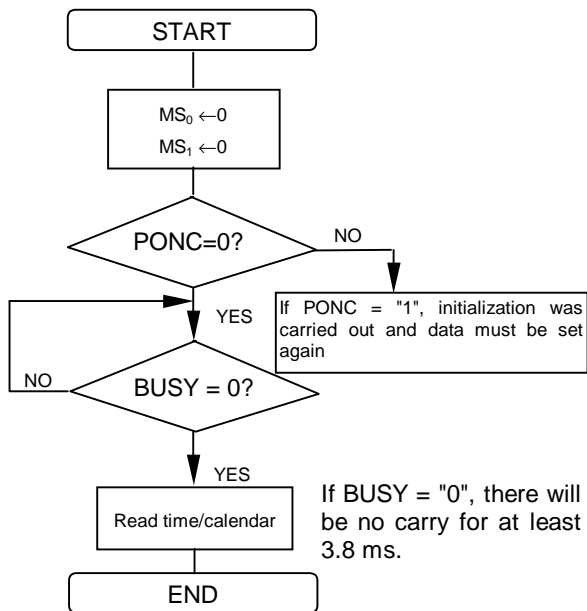 START
MS₀ ←0
MS₁ ←0
PONC=0?
NO
YES
If PONC = "1", initialization was
carried out and data must be set
again
NO
BUSY = 0?
YES
Read time/calendar
If BUSY = "0", there will
be no carry for at least
3.8 ms.
END